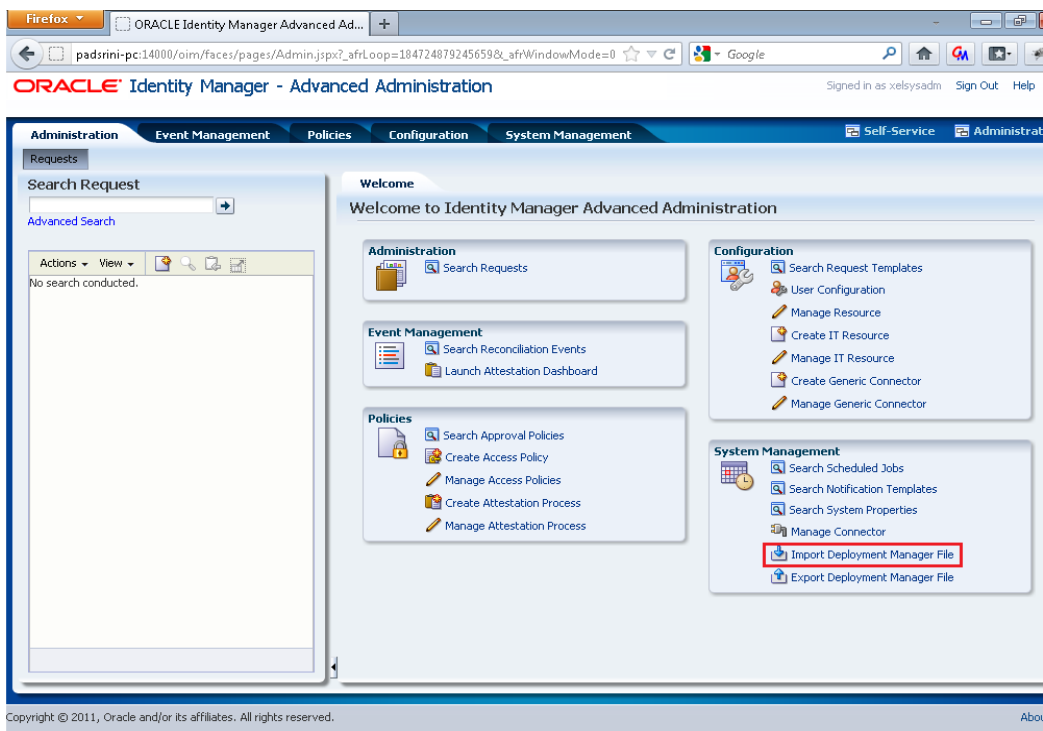 Firefox
ORACLE Identity Manager Advanced Ad...
padsrini-pc:14000/oim/faces/pages/Admin.jspx?_afrLoop=184724879245659&_afrWindowMode=0
Google
ORACLE Identity Manager - Advanced Administration
Signed in as xelsysadm Sign Out Help
Administration Event Management Policies Configuration System Management
Self-Service Administrat
Requests
Search Request
Advanced Search
Actions View
No search conducted.
Welcome
Welcome to Identity Manager Advanced Administration
Administration
Search Requests
Event Management
Search Reconciliation Events
Launch Attestation Dashboard
Policies
Search Approval Policies
Create Access Policy
Manage Access Policies
Create Attestation Process
Manage Attestation Process
Configuration
Search Request Templates
User Configuration
Manage Resource
Create IT Resource
Manage IT Resource
Create Generic Connector
Manage Generic Connector
System Management
Search Scheduled Jobs
Search Notification Templates
Search System Properties
Manage Connector
Import Deployment Manager File
Export Deployment Manager File
Copyright © 2011, Oracle and/or its affiliates. All rights reserved.
Abou